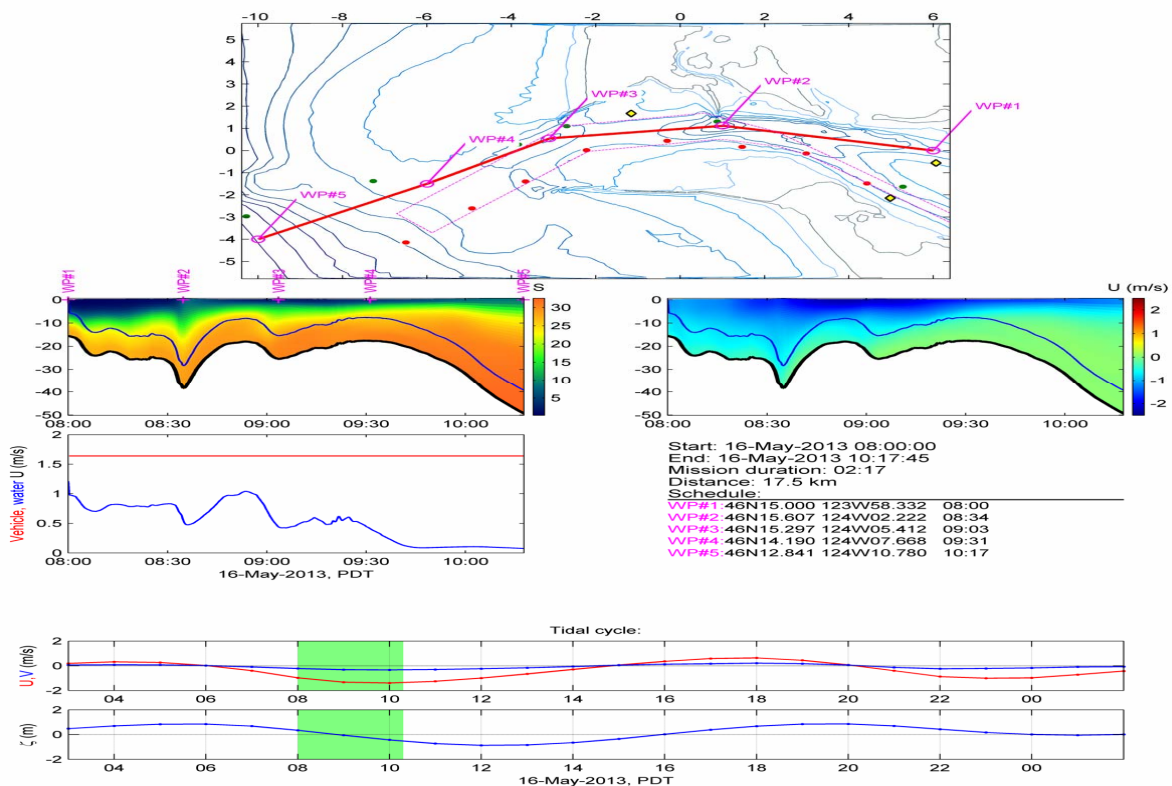 -10 -8 -6 -4 -2 0 2 4 6
5
4
3
2
1
0
-1
-2
-3
-4
-5
WP#1
WP#2
WP#3
WP#4
WP#5
WP#1 WP#2 WP#3 WP#4 WP#5
S
0
-10
-20
-30
-40
-50
08:00 08:30 09:00 09:30 10:00
30
25
20
15
10
5
U (m/s)
0
-10
-20
-30
-40
-50
08:00 08:30 09:00 09:30 10:00
2
1
0
-1
-2
Vehicle, water U (m/s)
2
1.5
1
0.5
0
08:00 08:30 09:00 09:30 10:00
16-May-2013, PDT
Start: 16-May-2013 08:00:00
End: 16-May-2013 10:17:45
Mission duration: 02:17
Distance: 17.5 km
Schedule:
WP#1:46N15.000 123W58.332 08:00
WP#2:46N15.607 124W02.222 08:34
WP#3:46N15.297 124W05.412 09:03
WP#4:46N14.190 124W07.668 09:31
WP#5:46N12.841 124W10.780 10:17
Tidal cycle:
U,V (m/s)
2
0
-2
04 06 08 10 12 14 16 18 20 22 00
ζ (m)
2
0
-2
04 06 08 10 12 14 16 18 20 22 00
16-May-2013, PDT